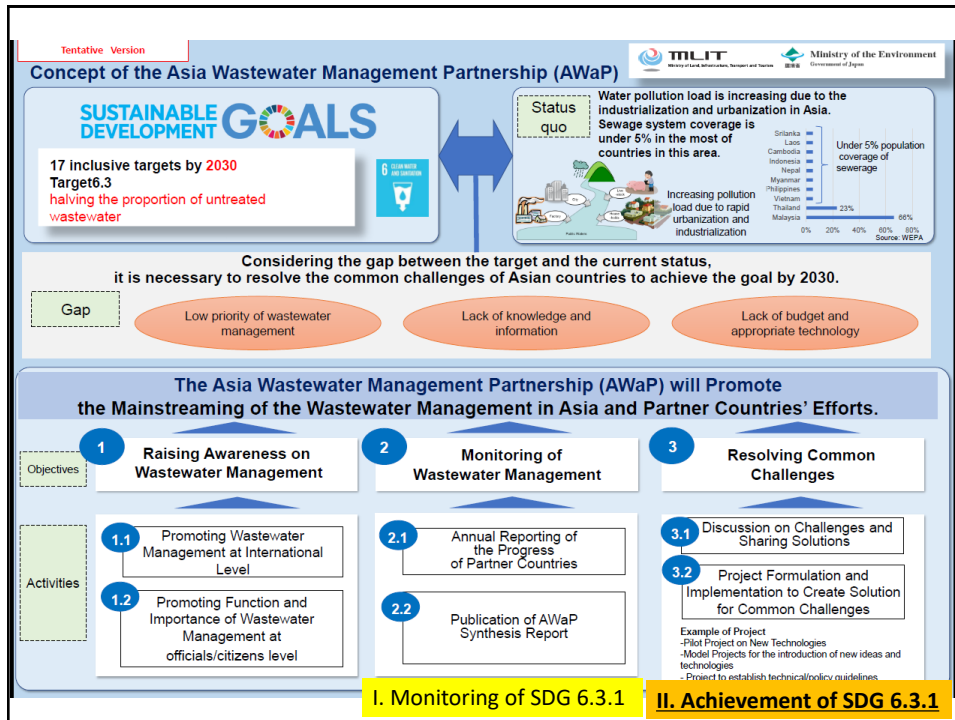 Tentative Version
MLIT
Ministry of Land, Infrastructure, Transport and Tourism
環境省
Ministry of the Environment
Government of Japan
Concept of the Asia Wastewater Management Partnership (AWaP)
SUSTAINABLE
DEVELOPMENT
GOALS
17 inclusive targets by 2030
Target6.3
halving the proportion of untreated
wastewater
6 CLEAN WATER
AND SANITATION
Status
quo
Water pollution load is increasing due to the
industrialization and urbanization in Asia.
Sewage system coverage is
under 5% in the most of
countries in this area.
Increasing pollution
load due to rapid
urbanization and
industrialization
Srilanka
Laos
Cambodia
Indonesia
Nepal
Myanmar
Philippines
Vietnam
Thailand
Malaysia
Under 5% population
coverage of
sewerage
23%
66%
0% 20% 40% 60% 80%
Source: WEPA
Considering the gap between the target and the current status,
it is necessary to resolve the common challenges of Asian countries to achieve the goal by 2030.
Gap
Low priority of wastewater
management
Lack of knowledge and
information
Lack of budget and
appropriate technology
The Asia Wastewater Management Partnership (AWaP) will Promote
the Mainstreaming of the Wastewater Management in Asia and Partner Countries' Efforts.
Objectives
1
Raising Awareness on
Wastewater Management
2
Monitoring of
Wastewater Management
3
Resolving Common
Challenges
Activities
1.1
Promoting Wastewater
Management at International
Level
1.2
Promoting Function and
Importance of Wastewater
Management at
officials/citizens level
2.1
Annual Reporting of
the Progress
of Partner Countries
2.2
Publication of AWaP
Synthesis Report
3.1
Discussion on Challenges and
Sharing Solutions
3.2
Project Formulation and
Implementation to Create Solution
for Common Challenges
Example of Project
-Pilot Project on New Technologies
-Model Projects for the introduction of new ideas and
technologies
- Project to establish technical/policy guidelines
I. Monitoring of SDG 6.3.1
II. Achievement of SDG 6.3.1